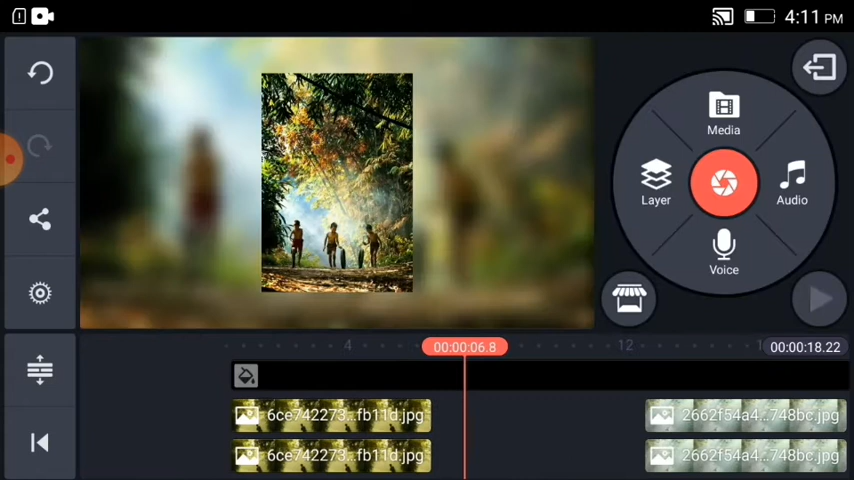 4:11 PM
Media
Layer
Audio
Voice
4
00:00:06.8
12
00:00:18.22
6ce742273...fb11d.jpg
2662f54a4...748bc.jpg
6ce742273...fb11d.jpg
2662f54a4...748bc.jpg